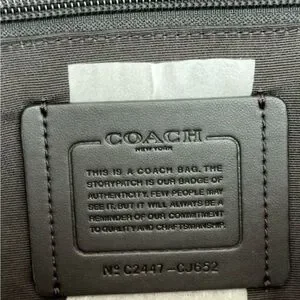 COACH
NEW YORK
THIS IS A COACH BAG. THE
STORYPATCH IS OUR BADGE OF
AUTHENTICITY. FEW PEOPLE MAY
SEE IT, BUT IT WILL ALWAYS BE A
REMINDER OF OUR COMMITMENT
TO QUALITY AND CRAFTSMANSHIP.
Nº C2447-CJ652